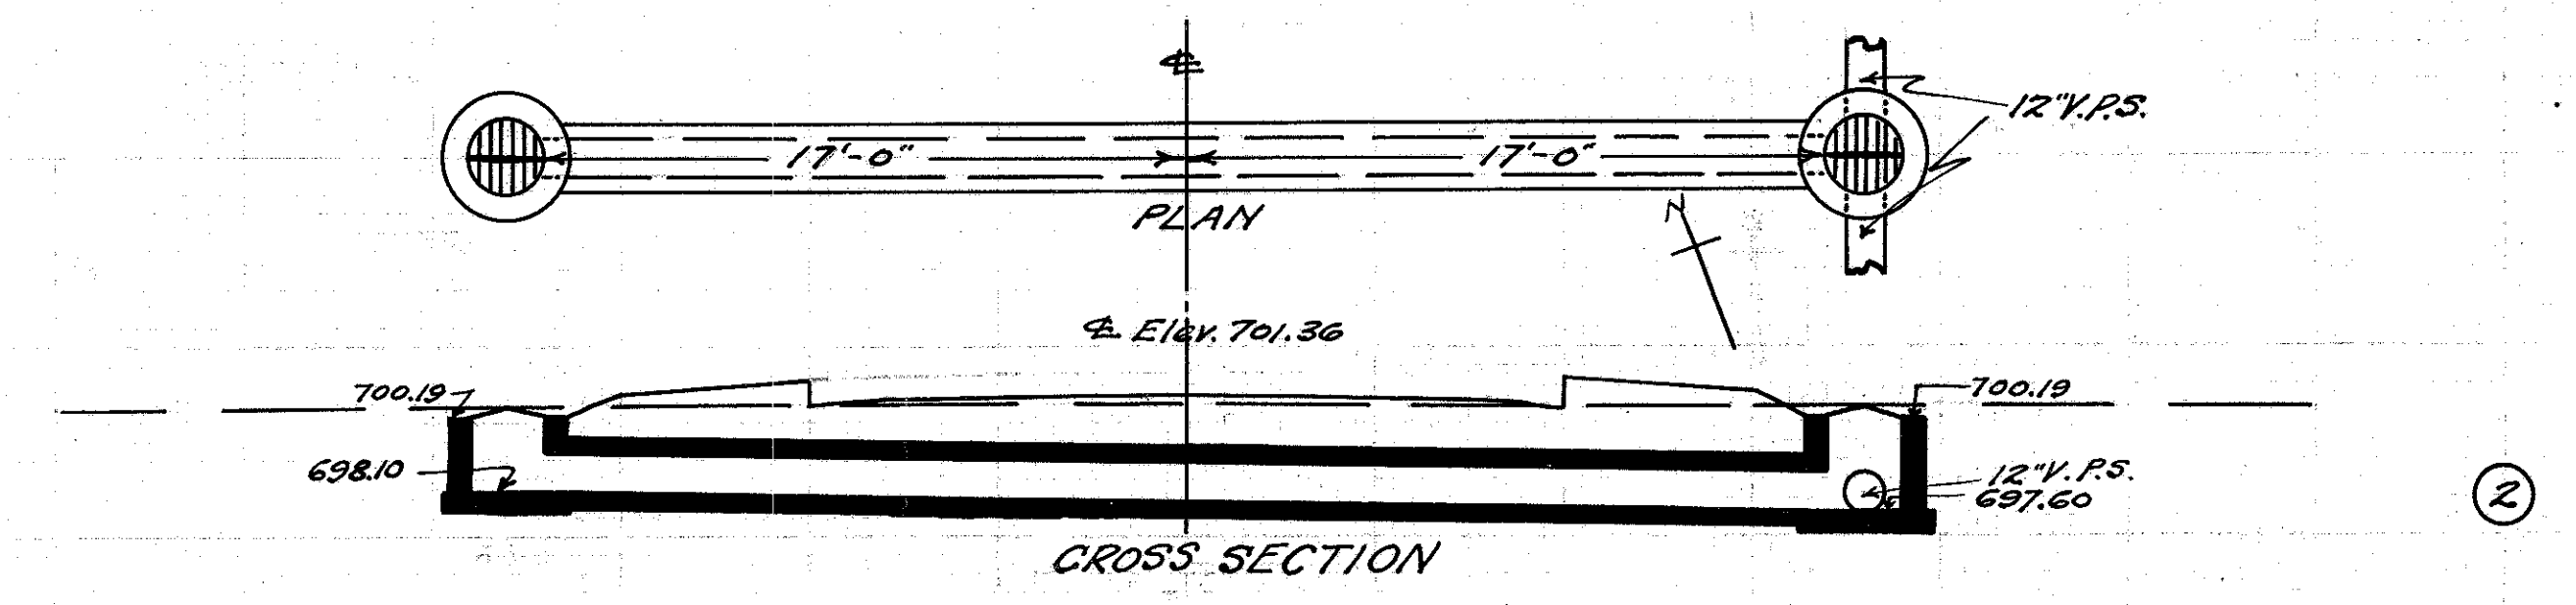 ℄
12"V.P.S.
17'-0" 17'-0"
PLAN
N
℄ Elev. 701.36
700.19 700.19
698.10 12"V.P.S.
697.60
2
CROSS SECTION